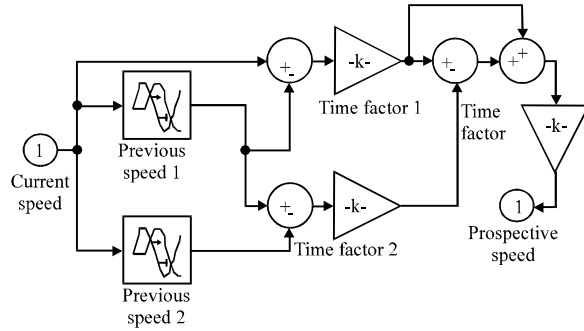 +
-
-k-
Time factor 1
+
-
Time
factor
+
+
-k-
1
Current
speed
Previous
speed 1
+
-
-k-
Time factor 2
1
Prospective
speed
Previous
speed 2